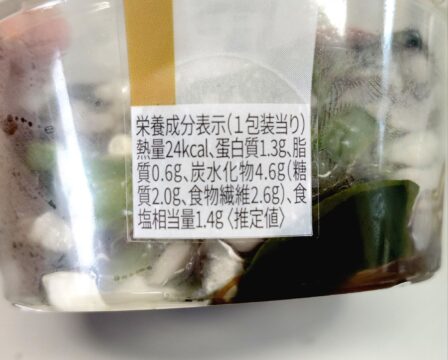 栄養成分表示(1包装当り)
熱量24kcal、蛋白質1.3g、脂
質0.6g、炭水化物4.6g(糖
質2.0g、食物繊維2.6g)、食
塩相当量1.4g〈推定値〉